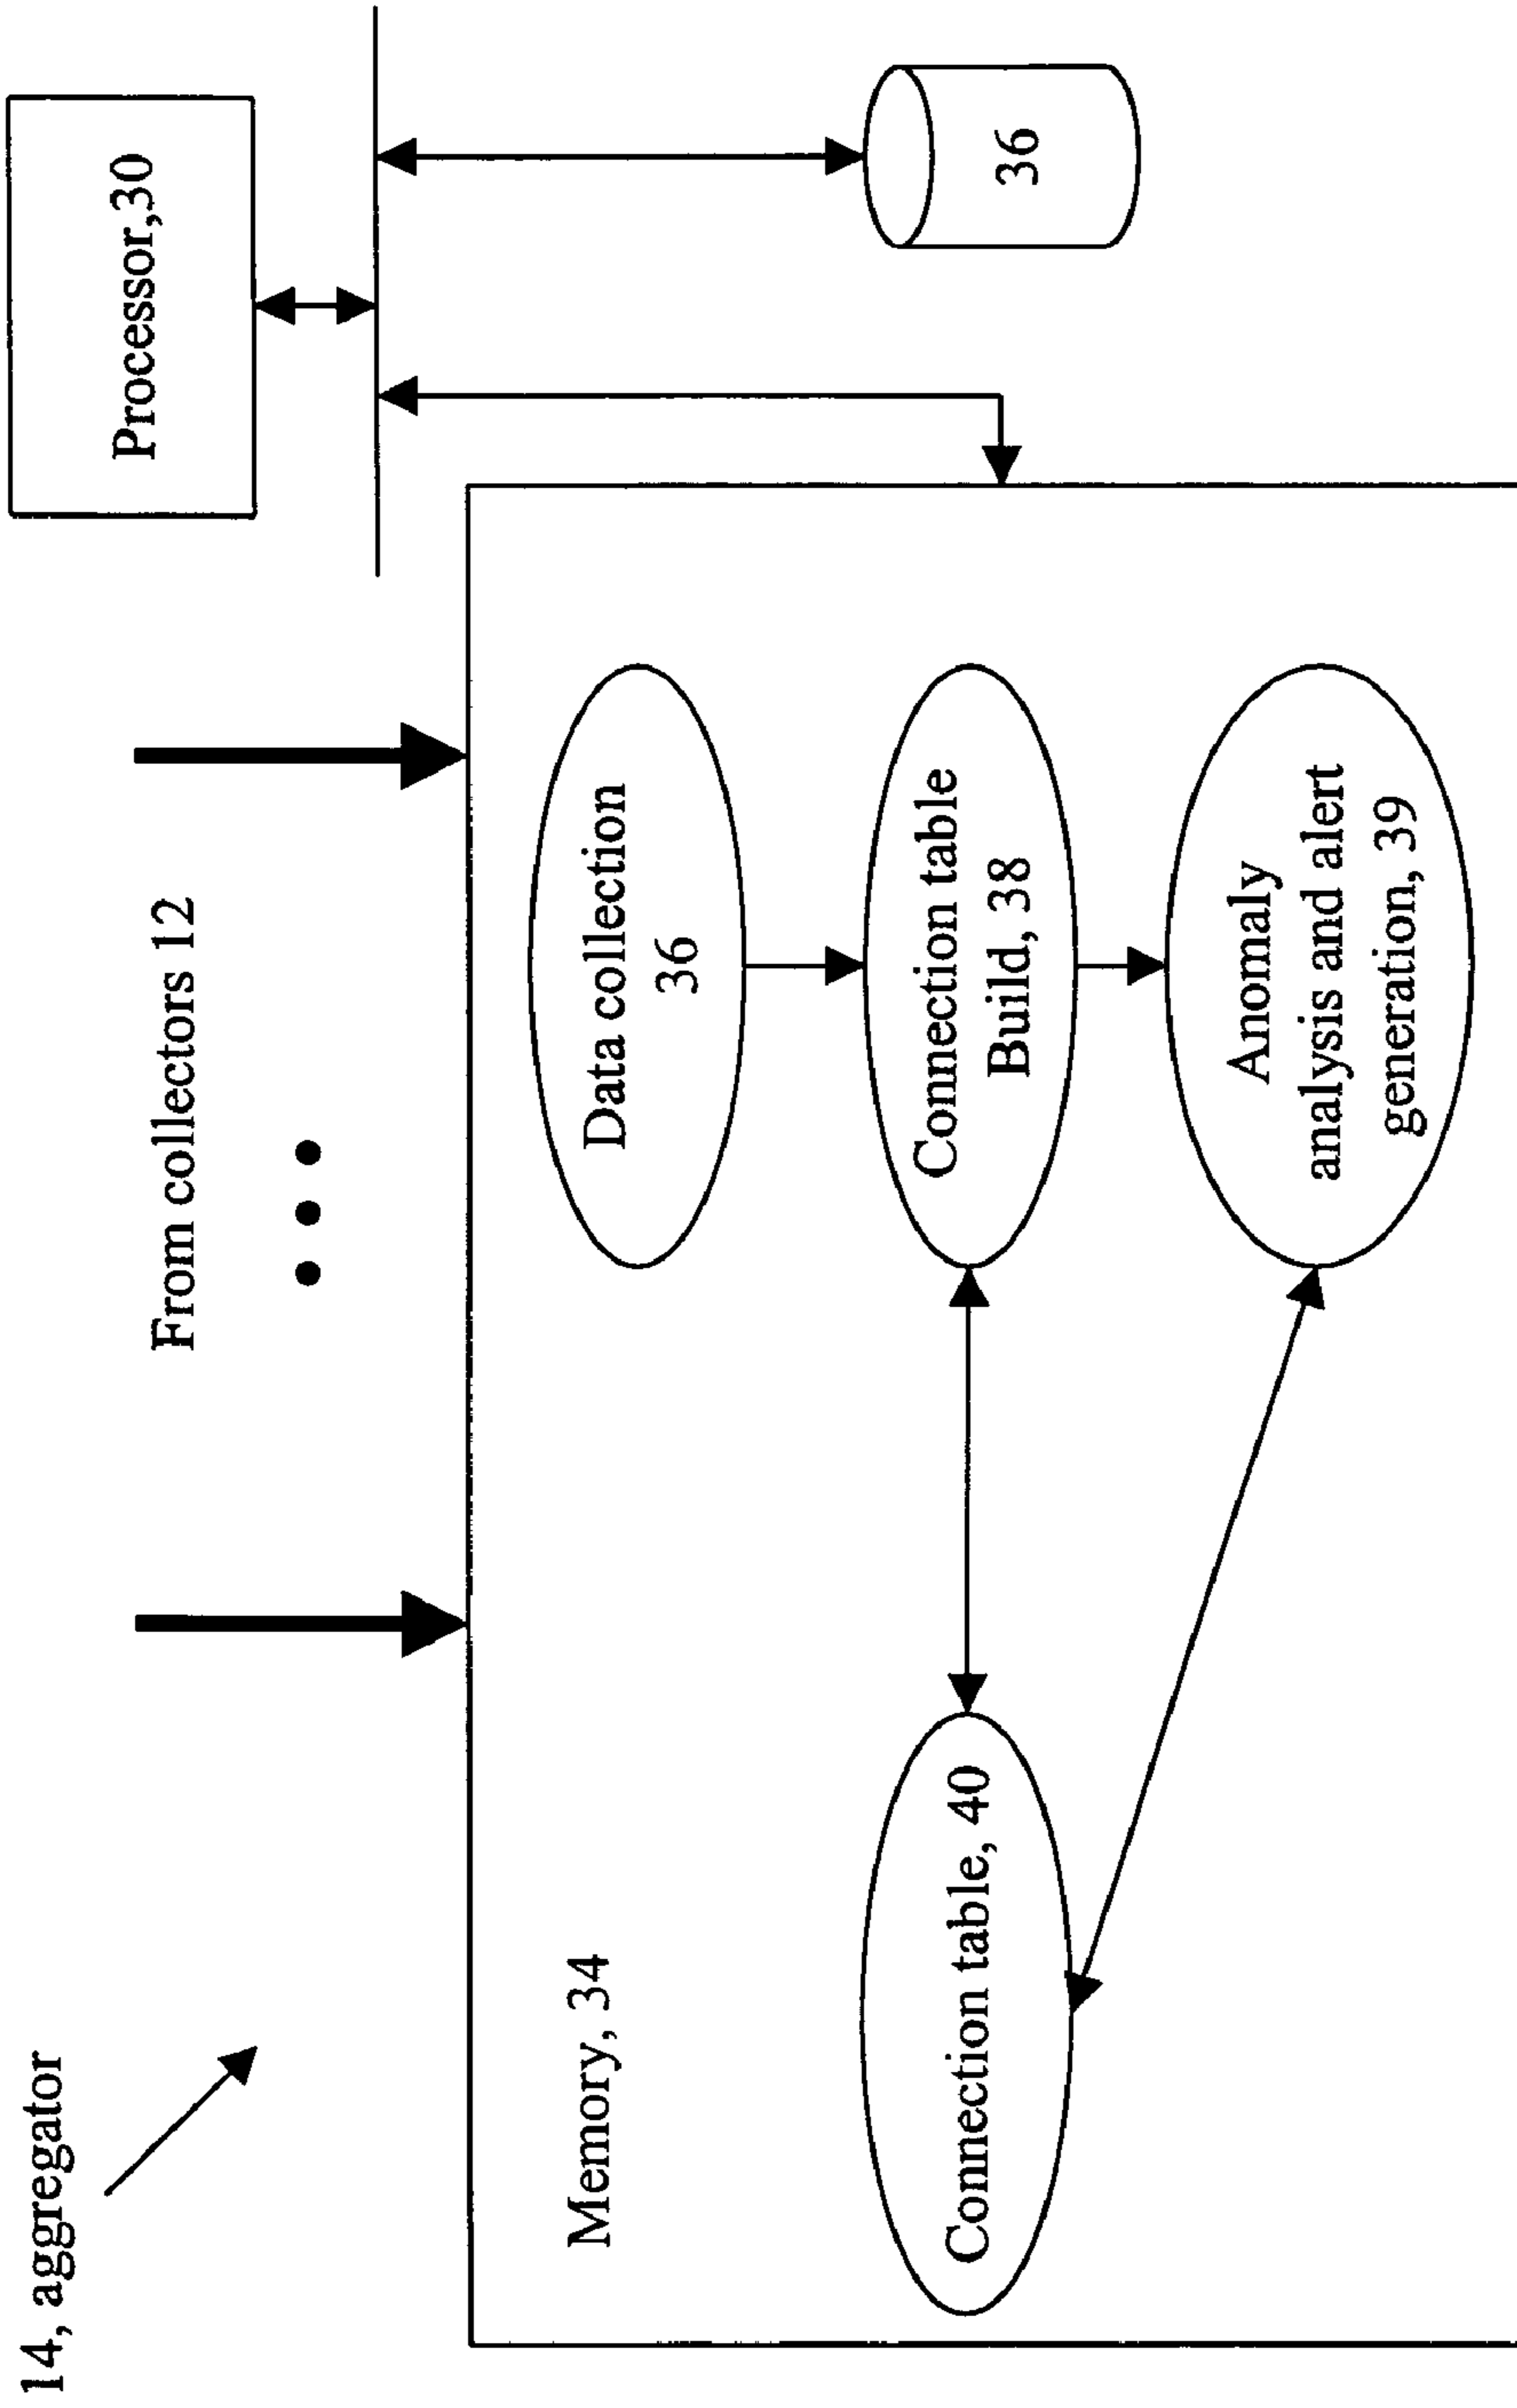 14, aggregator
From collectors 12
Processor,30
Memory, 34
Data collection
36
Connection table, 40
Connection table
Build, 38
36
Anomaly
analysis and alert
generation, 39